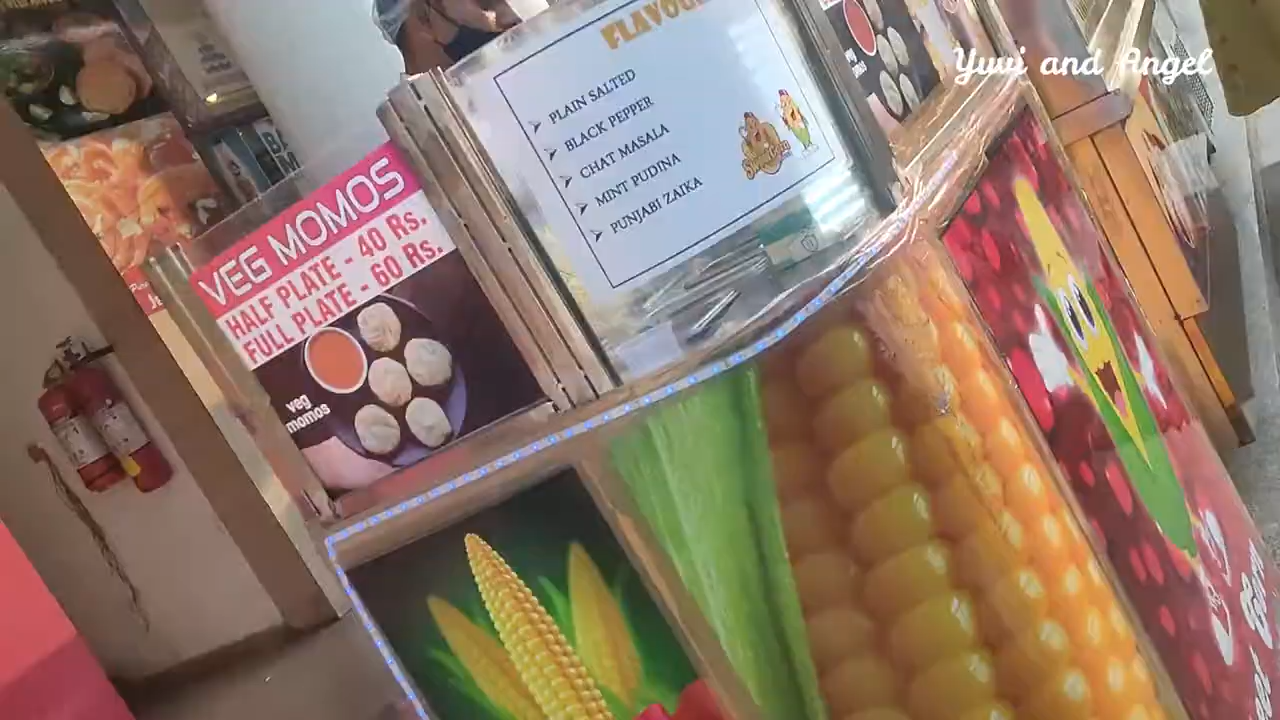 Yuvi and Angel
FLAVOU
PLAIN SALTED
BLACK PEPPER
CHAT MASALA
MINT PUDINA
PUNJABI ZAIKA
VEG MOMOS
HALF PLATE - 40 Rs.
FULL PLATE - 60 Rs.
veg
momos